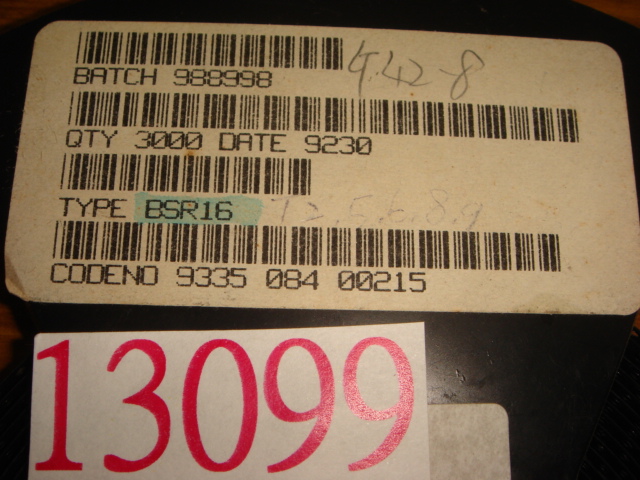 BATCH 988998
QTY 3000 DATE 9230
TYPE BSR16
CODENO 9335 084 00215
13099